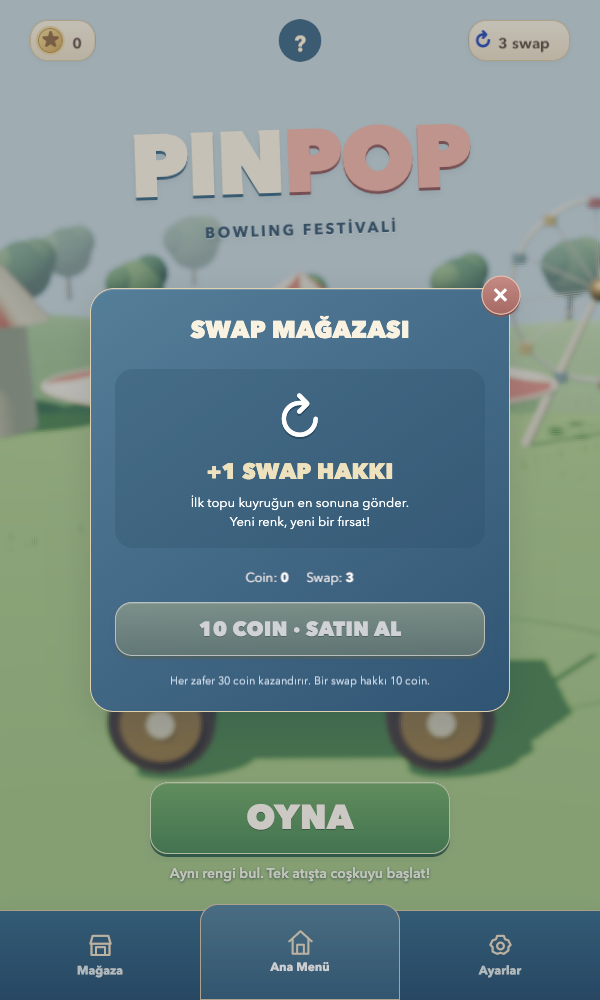 0
?
3 swap
PINPOP
BOWLING FESTİVALİ
SWAP MAĞAZASI
+1 SWAP HAKKI
İlk topu kuyruğun en sonuna gönder.
Yeni renk, yeni bir fırsat!
Coin: 0 Swap: 3
10 COIN • SATIN AL
Her zafer 30 coin kazandırır. Bir swap hakkı 10 coin.
OYNA
Aynı rengi bul. Tek atışta coşkuyu başlat!
Mağaza
Ana Menü
Ayarlar